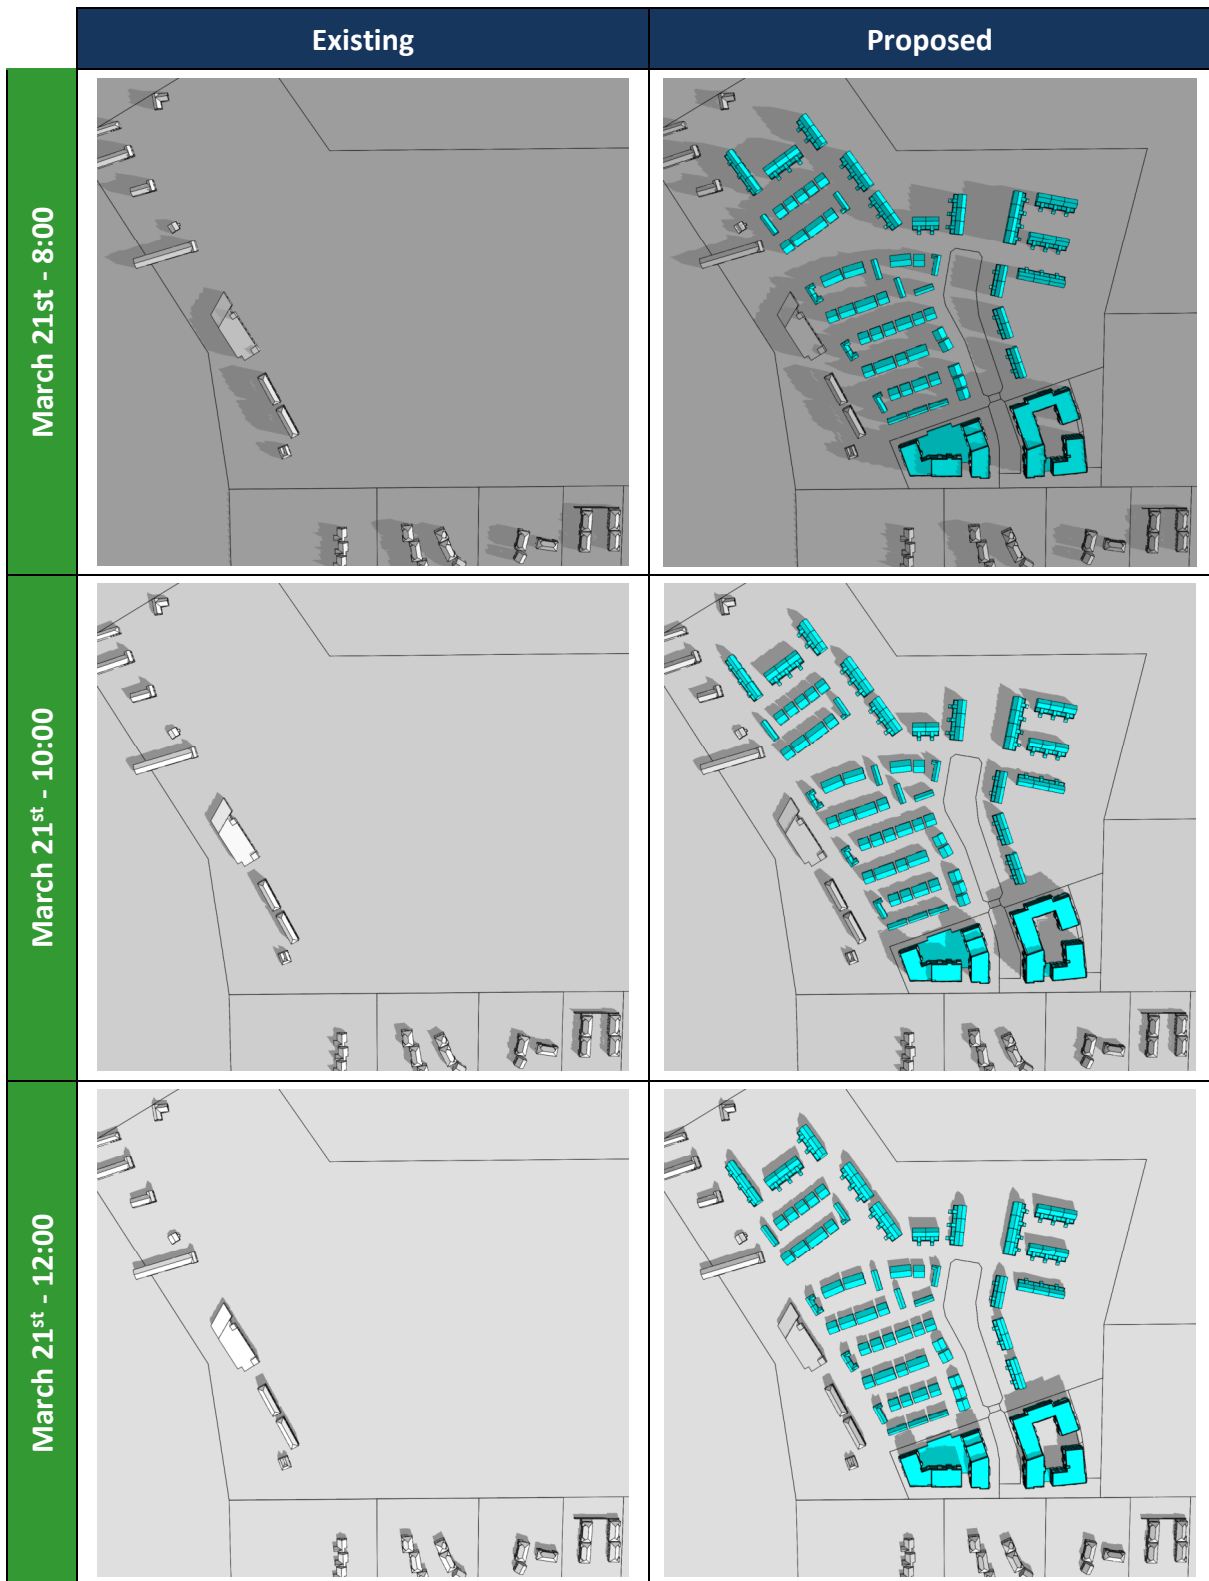 Existing
Proposed
March 21st - 8:00
March 21st - 10:00
March 21st - 12:00